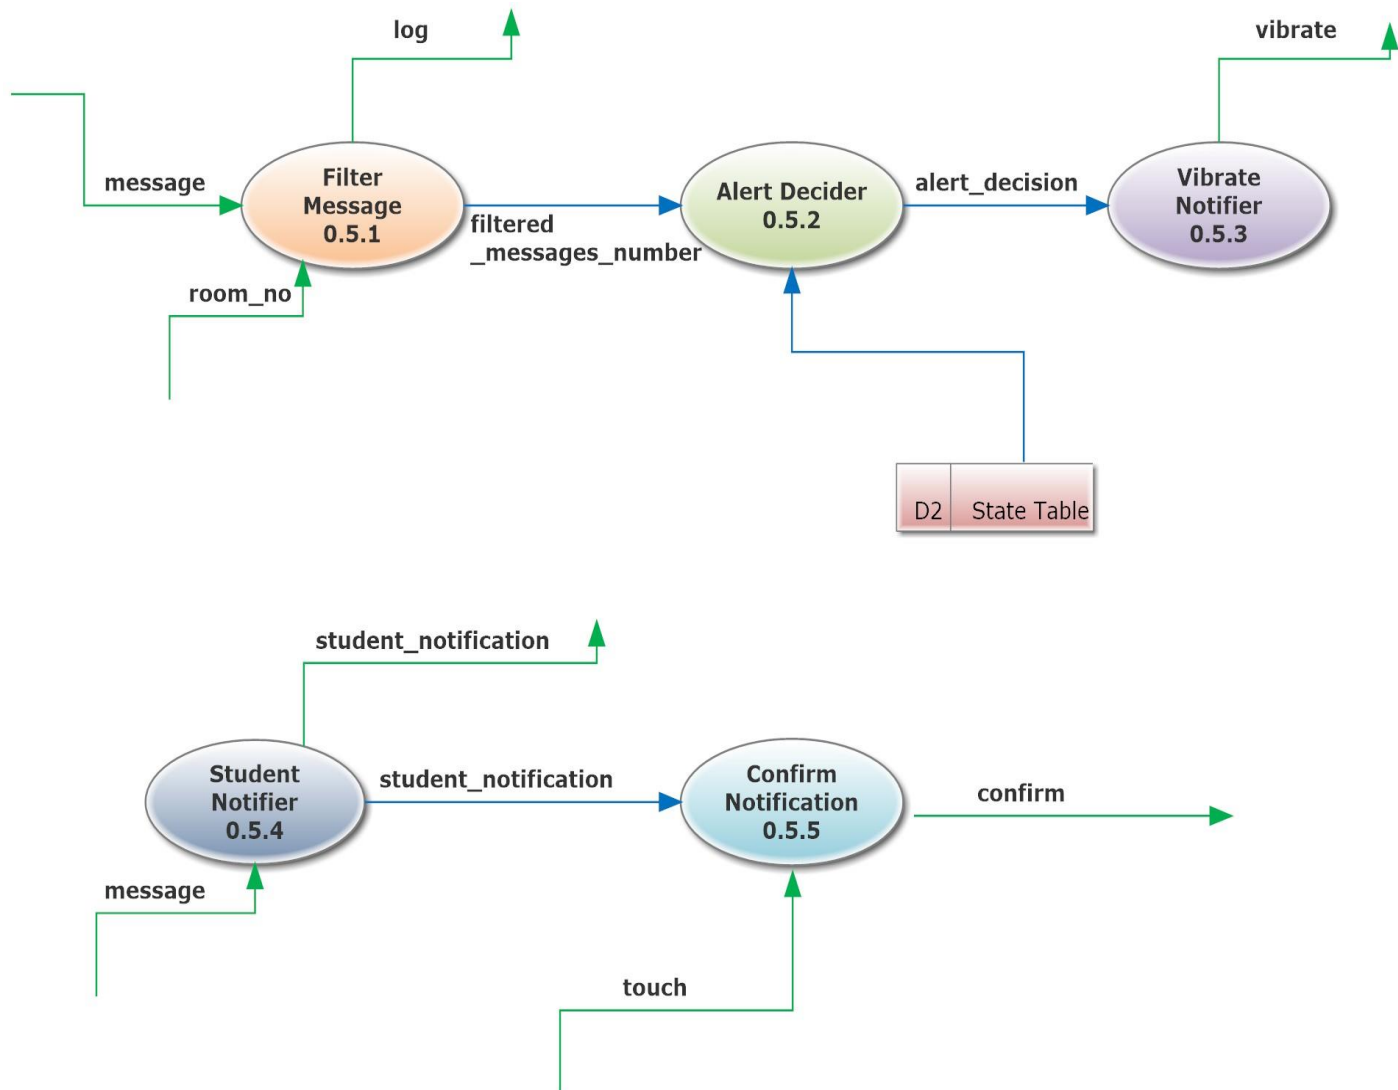 log
vibrate
message
Filter
Message
0.5.1
filtered
_messages_number
Alert Decider
0.5.2
alert_decision
Vibrate
Notifier
0.5.3
room_no
D2 State Table
student_notification
Student
Notifier
0.5.4
student_notification
Confirm
Notification
0.5.5
confirm
message
touch